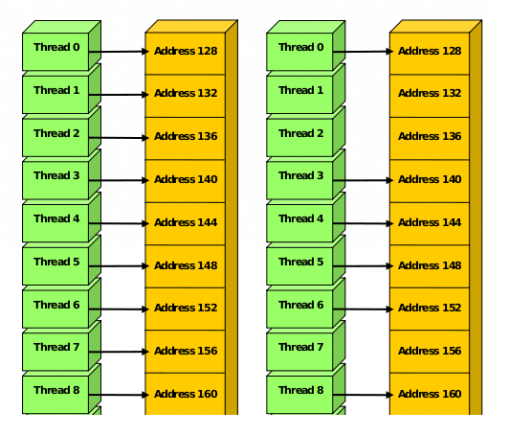 Thread 0 Address 128
Thread 1 Address 132
Thread 2 Address 136
Thread 3 Address 140
Thread 4 Address 144
Thread 5 Address 148
Thread 6 Address 152
Thread 7 Address 156
Thread 8 Address 160
Thread 0 Address 128
Thread 1 Address 132
Thread 2 Address 136
Thread 3 Address 140
Thread 4 Address 144
Thread 5 Address 148
Thread 6 Address 152
Thread 7 Address 156
Thread 8 Address 160